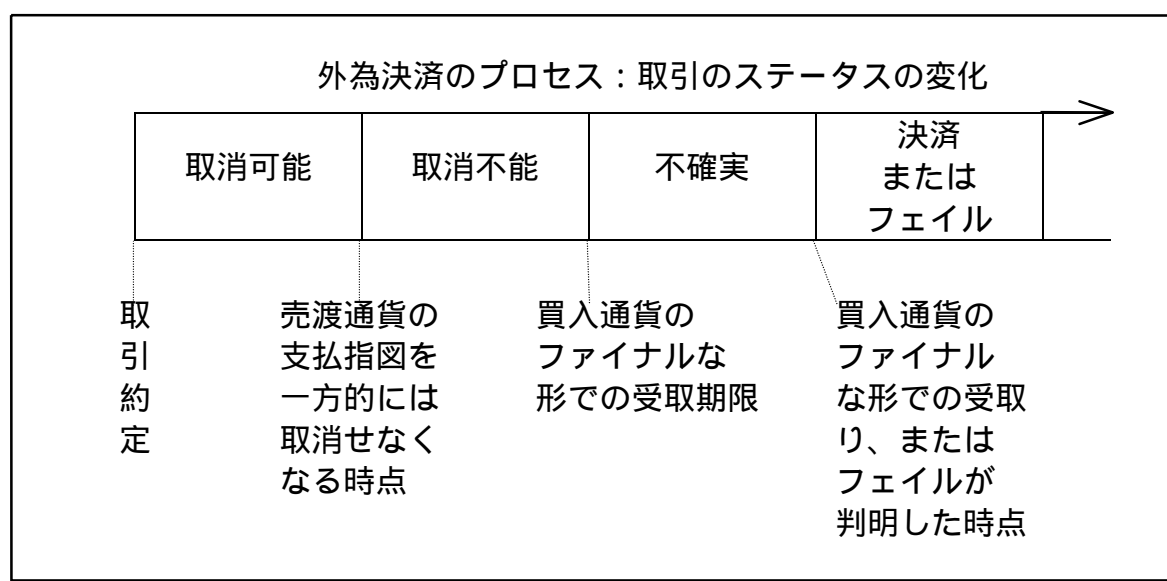 外為決済のプロセス：取引のステータスの変化
取消可能
取消不能
不確実
決済
または
フェイル
取
引
約
定
売渡通貨の
支払指図を
一方的には
取消せなく
なる時点
買入通貨の
ファイナルな
形での受取期限
買入通貨の
ファイナル
な形での受取
り、または
フェイルが
判明した時点